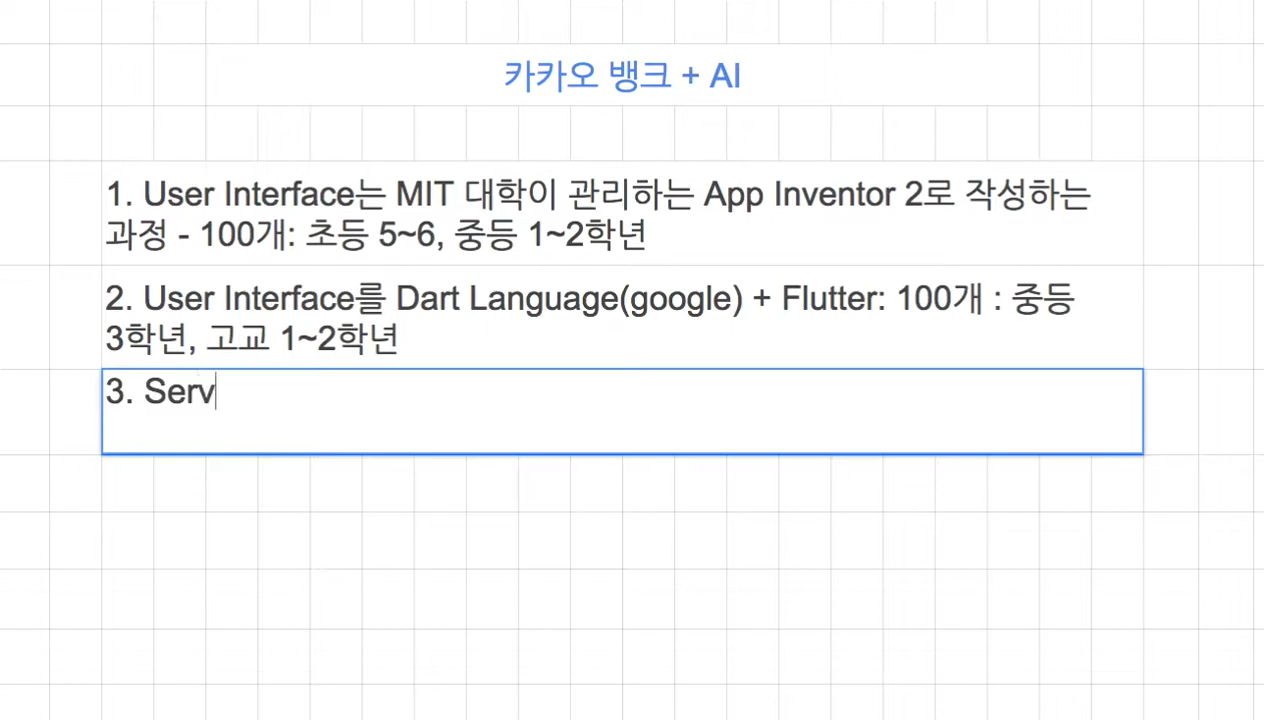 카카오 뱅크 + AI
1. User Interface는 MIT 대학이 관리하는 App Inventor 2로 작성하는
과정 - 100개: 초등 5~6, 중등 1~2학년
2. User Interface를 Dart Language(google) + Flutter: 100개 : 중등
3학년, 고교 1~2학년
3. Serv